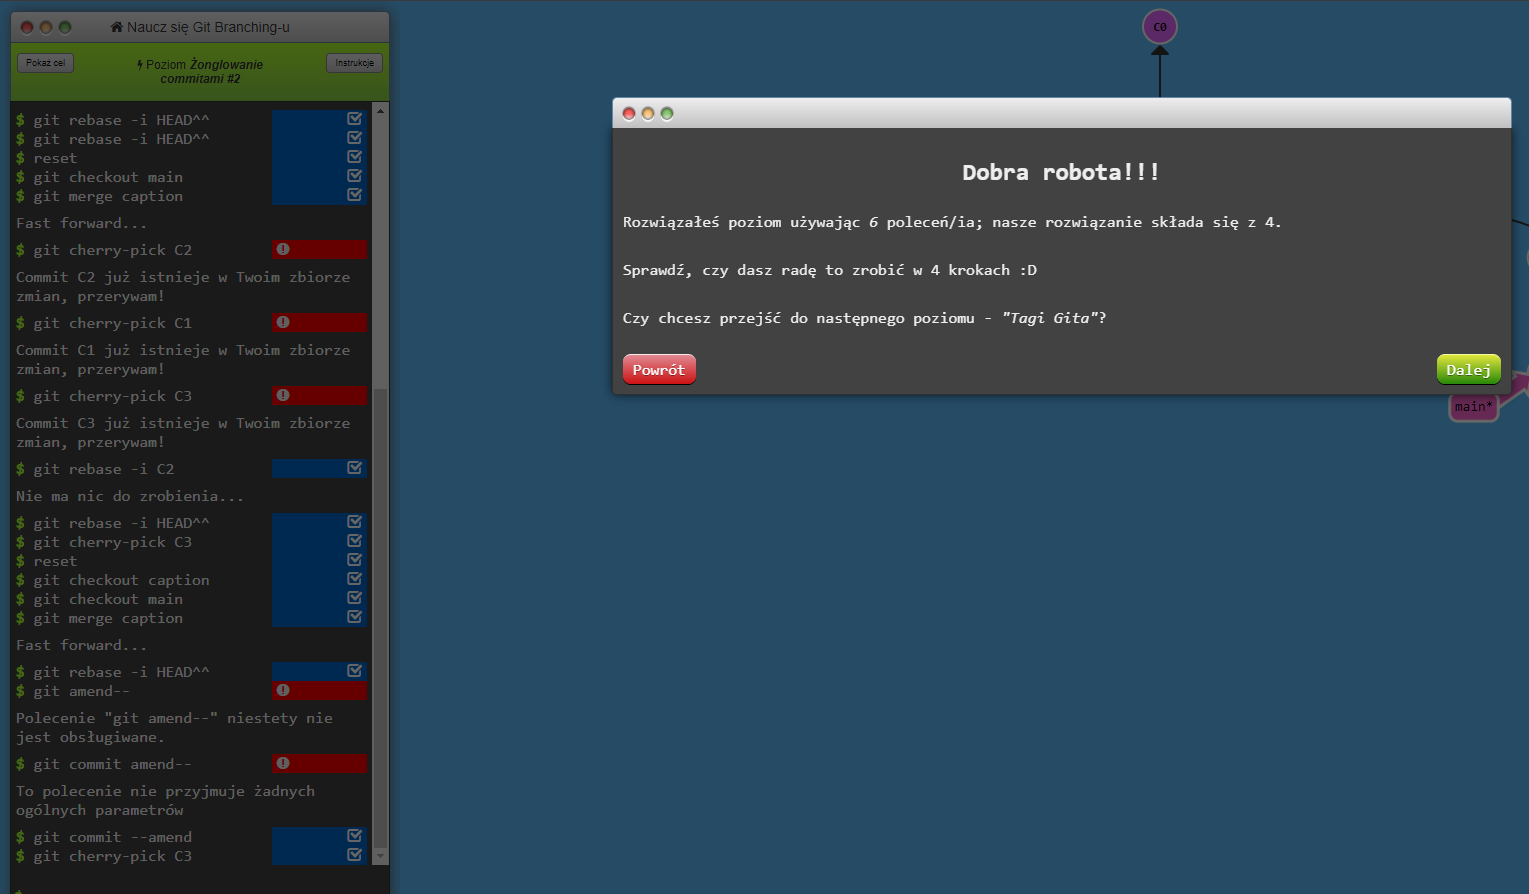 Naucz się Git Branching-u
Pokaż cel
Poziom Żonglowanie
commitami #2
Instrukcje
$ git rebase -i HEAD^^
$ git rebase -i HEAD^^
$ reset
$ git checkout main
$ git merge caption
Fast forward...
$ git cherry-pick C2
Commit C2 już istnieje w Twoim zbiorze
zmian, przerywam!
$ git cherry-pick C1
Commit C1 już istnieje w Twoim zbiorze
zmian, przerywam!
$ git cherry-pick C3
Commit C3 już istnieje w Twoim zbiorze
zmian, przerywam!
$ git rebase -i C2
Nie ma nic do zrobienia...
$ git rebase -i HEAD^^
$ git cherry-pick C3
$ reset
$ git checkout caption
$ git checkout main
$ git merge caption
Fast forward...
$ git rebase -i HEAD^^
$ git amend--
Polecenie "git amend--" niestety nie
jest obsługiwane.
$ git commit amend--
To polecenie nie przyjmuje żadnych
ogólnych parametrów
$ git commit --amend
$ git cherry-pick C3
$
C0
Dobra robota!!!
Rozwiązałeś poziom używając 6 poleceń/ia; nasze rozwiązanie składa się z 4.
Sprawdź, czy dasz radę to zrobić w 4 krokach :D
Czy chcesz przejść do następnego poziomu - "Tagi Gita"?
Powrót
Dalej
main*